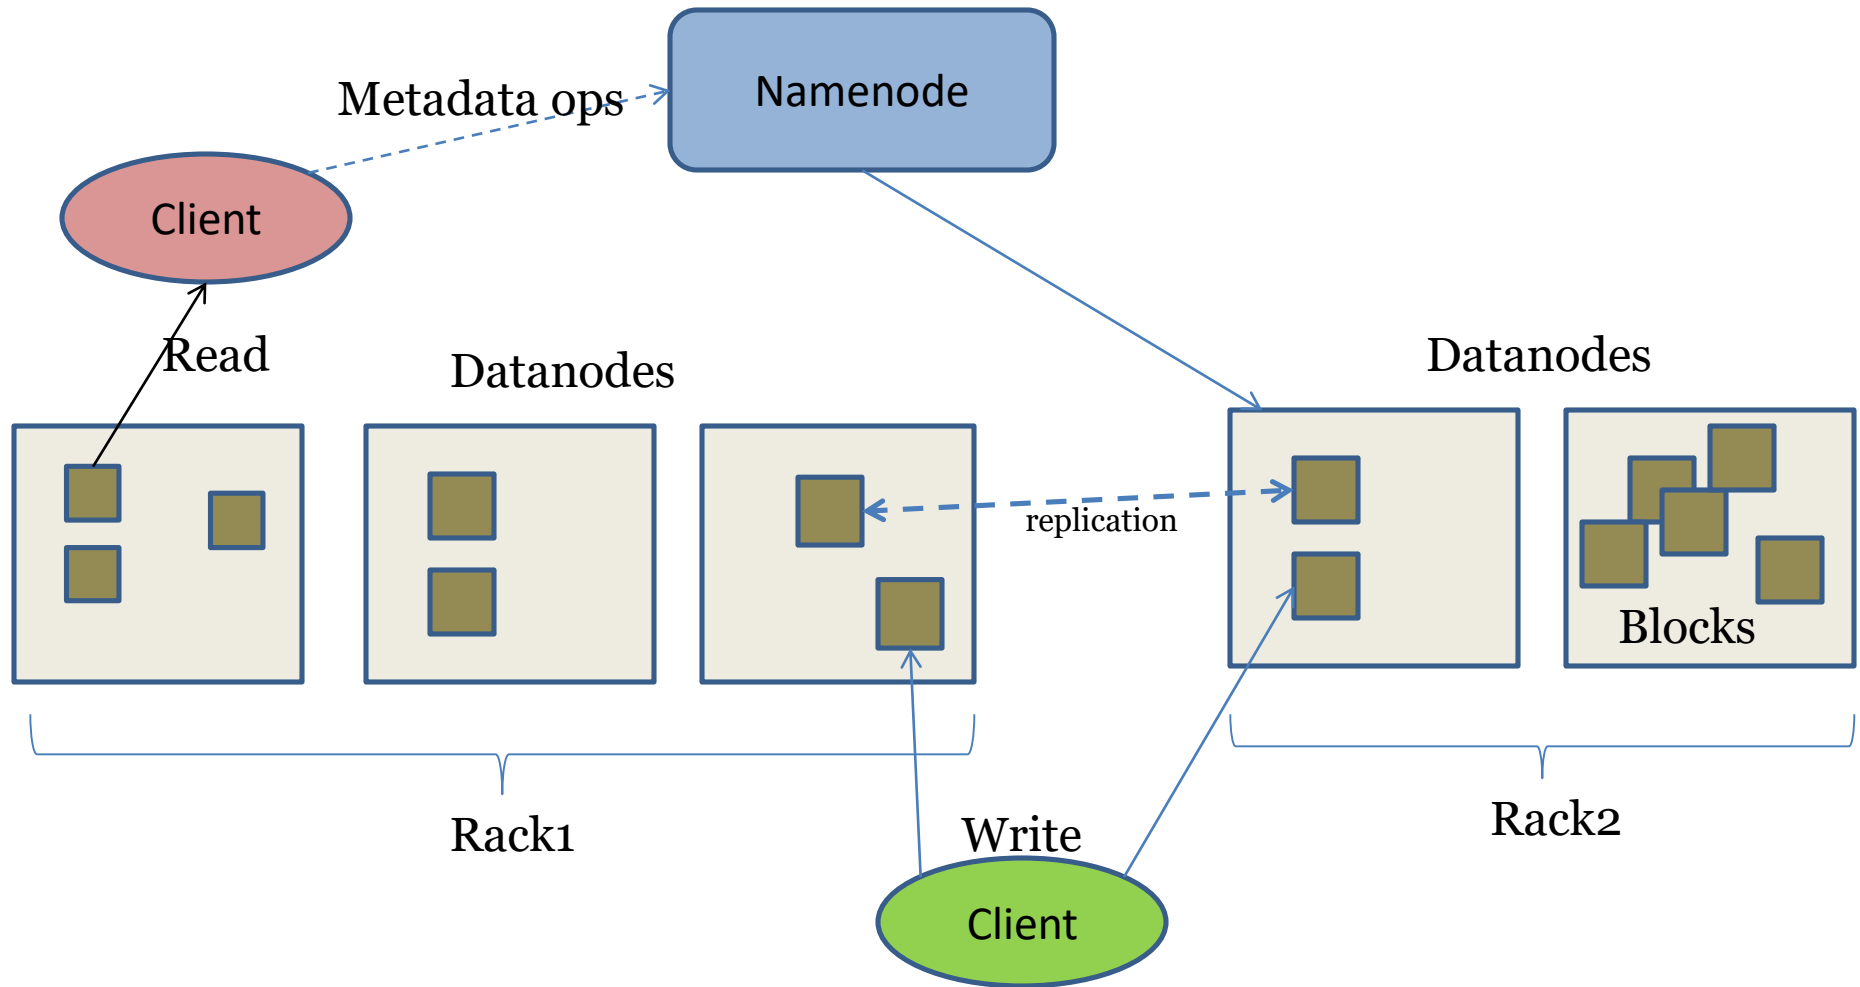 Namenode
Metadata ops
Client
Read
Datanodes
Datanodes
replication
Blocks
Rack1
Write
Rack2
Client